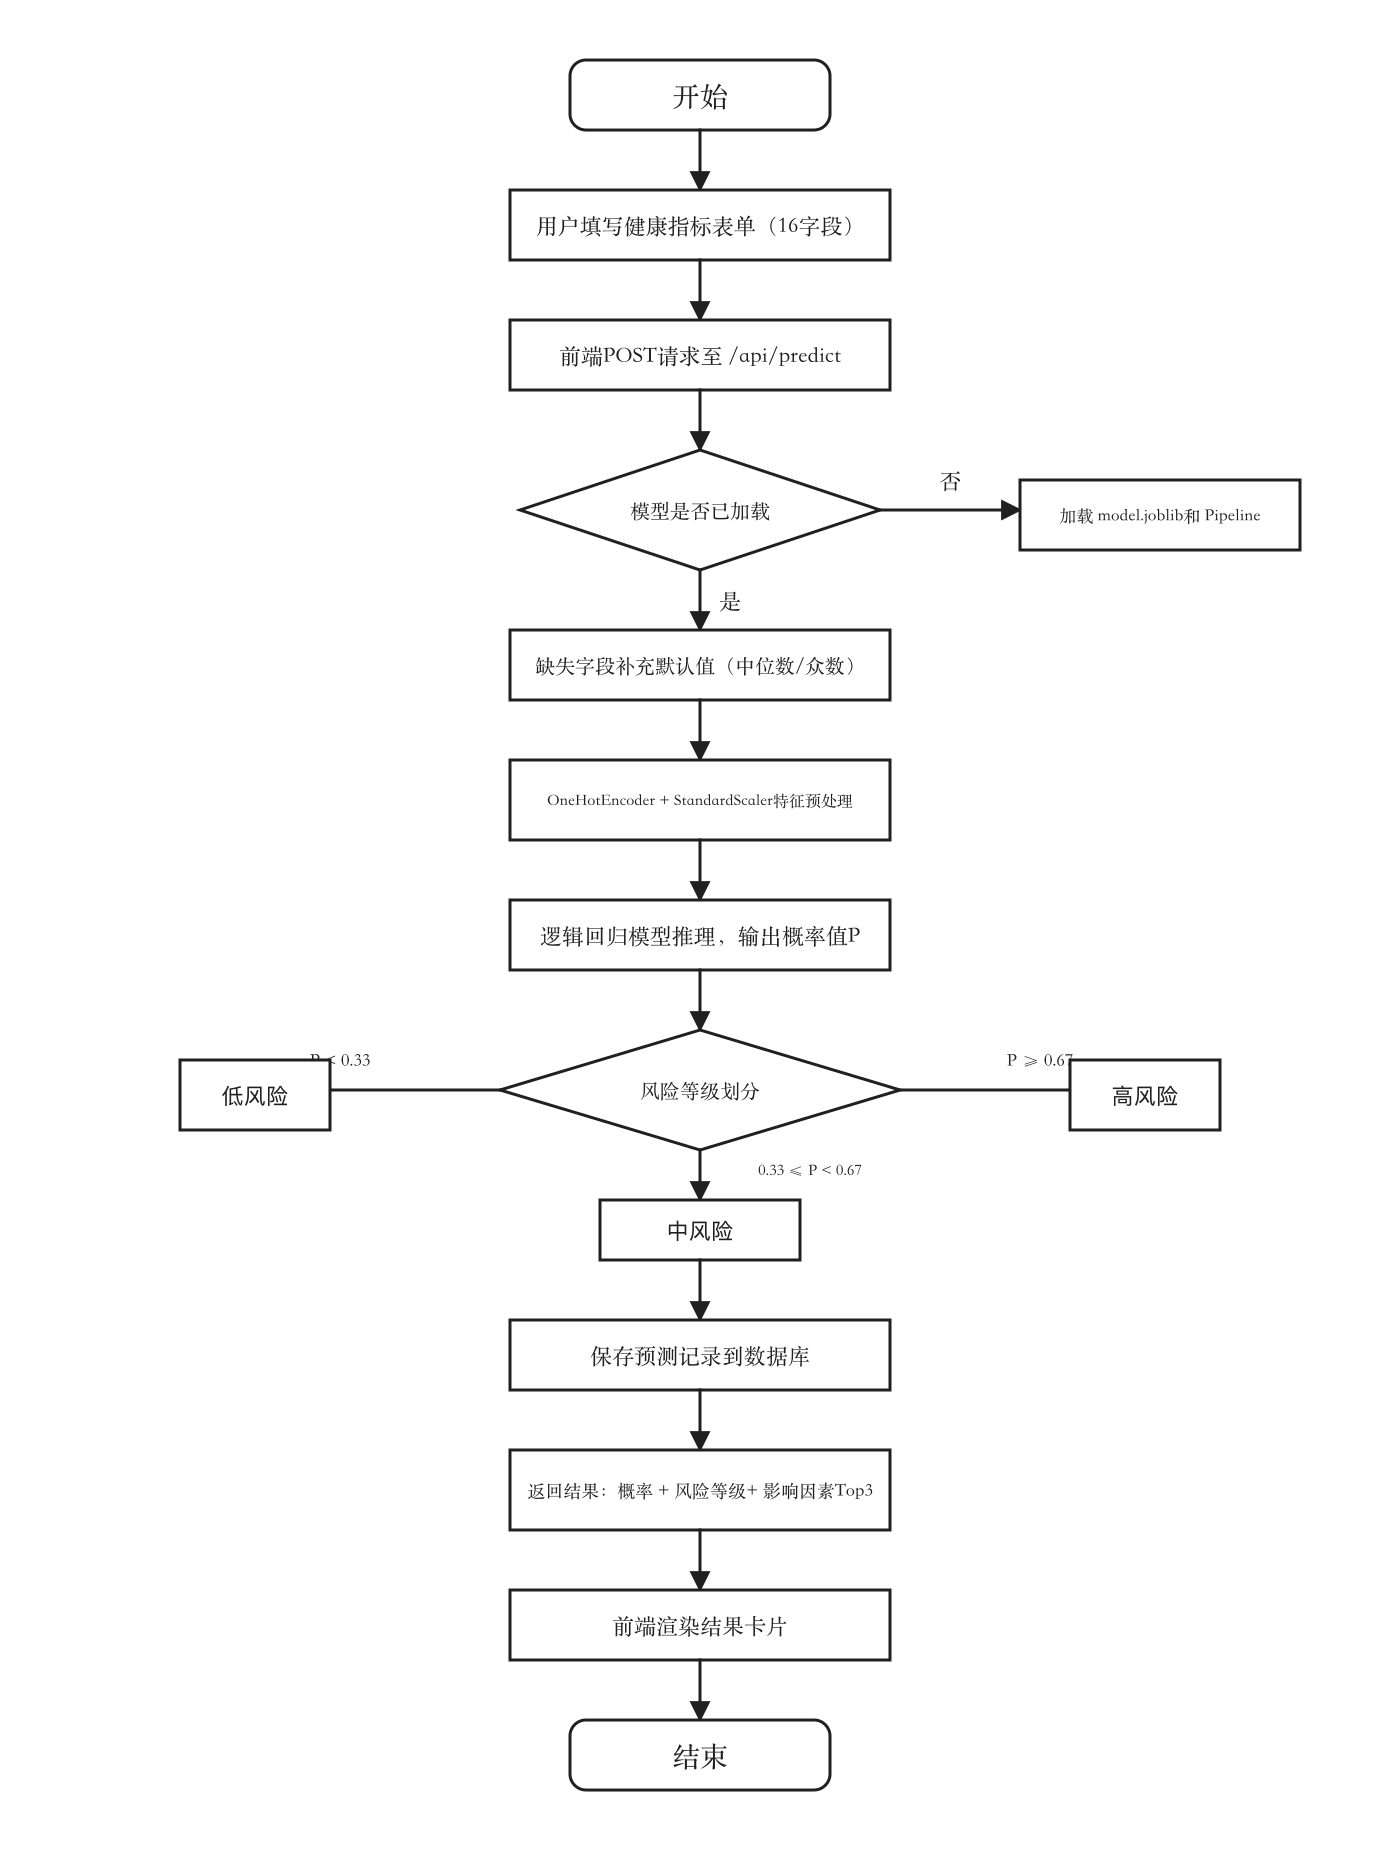 开始
用户填写健康指标表单（16字段）
前端POST请求至 /api/predict
模型是否已加载
否
加载 model.joblib和 Pipeline
是
缺失字段补充默认值（中位数/众数）
OneHotEncoder + StandardScaler特征预处理
逻辑回归模型推理，输出概率值P
P < 0.33
低风险
风险等级划分
P ⩾ 0.67
高风险
0.33 ⩽ P < 0.67
中风险
保存预测记录到数据库
返回结果：概率 + 风险等级+ 影响因素Top3
前端渲染结果卡片
结束